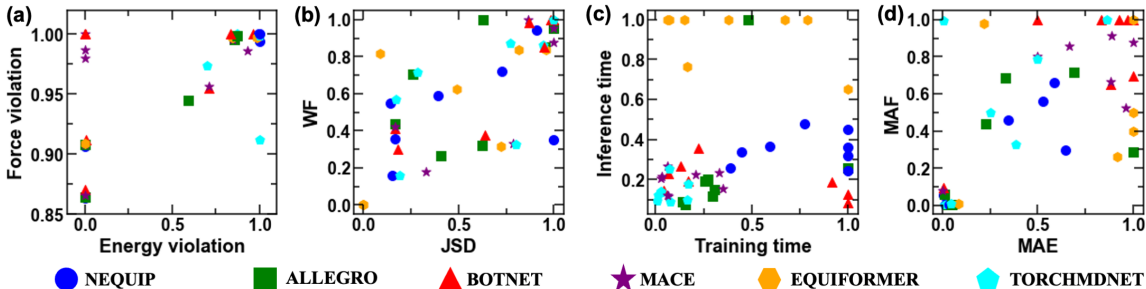 (a)
Force violation
1.00
0.95
0.90
0.85
0.0
0.5
1.0
Energy violation
(b)
WF
1.0
0.8
0.6
0.4
0.2
0.0
0.0
0.5
1.0
JSD
(c)
Inference time
1.0
0.8
0.6
0.4
0.2
0.0
0.5
1.0
Training time
(d)
MAF
1.0
0.8
0.6
0.4
0.2
0.0
0.0
0.5
1.0
MAE
NEQUIP
ALLEGRO
BOTNET
MACE
EQUIFORMER
TORCHMDNET